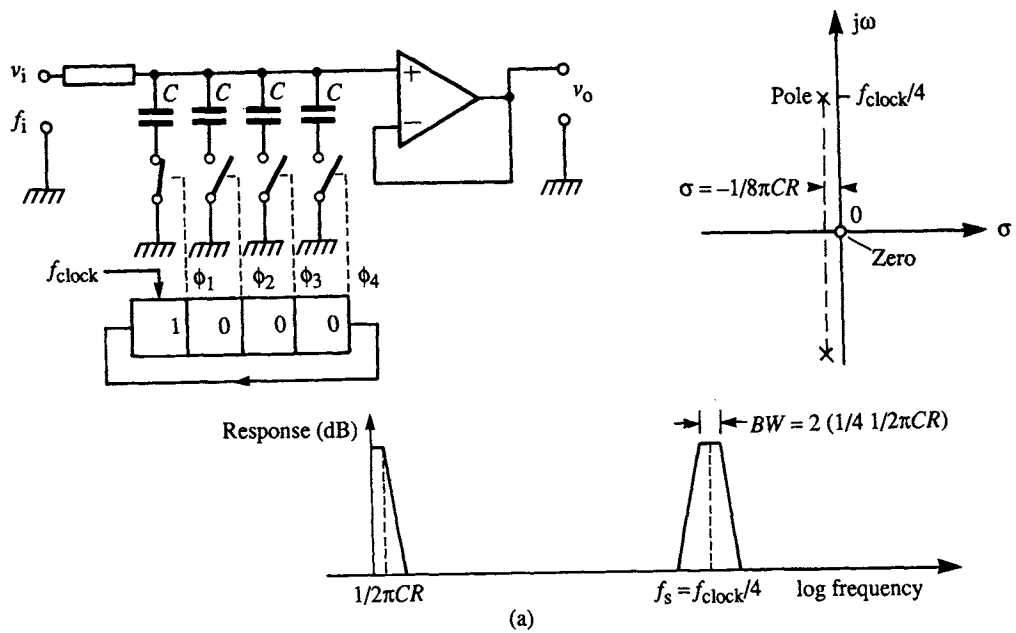 v_i
f_i
C
C
C
C
+
−
v_o
f_clock
ϕ_1
ϕ_2
ϕ_3
ϕ_4
1
0
0
0
jω
Pole
f_clock/4
σ = −1/8πCR
0
σ
Zero
Response (dB)
BW = 2 (1/4 1/2πCR)
1/2πCR
f_s = f_clock/4
log frequency
(a)